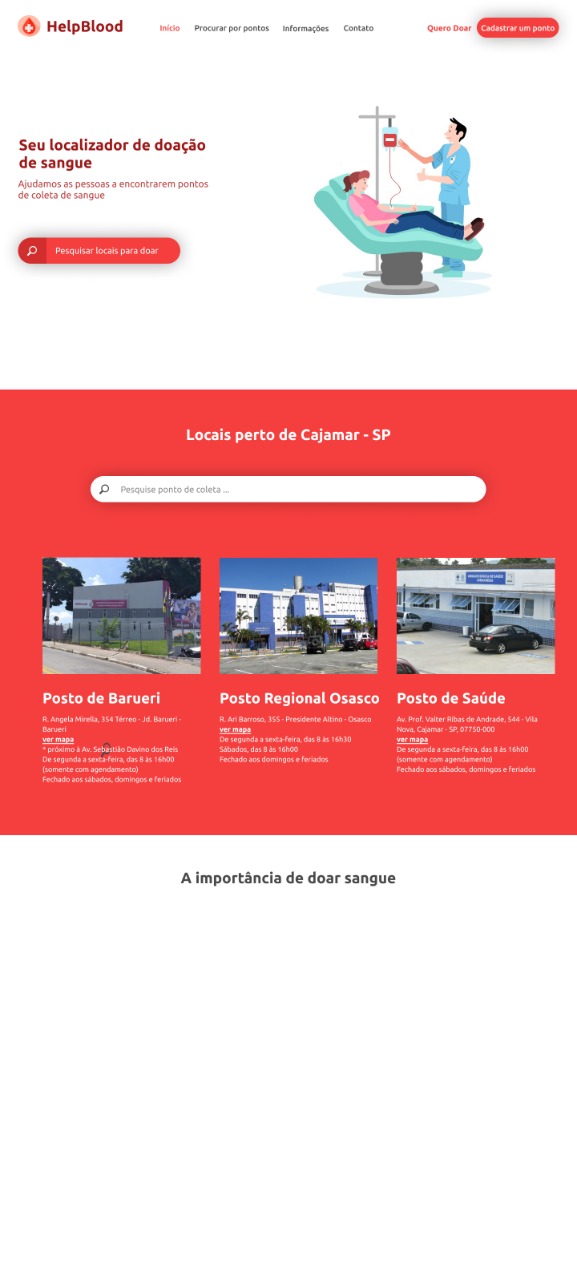 HelpBlood
Início
Procurar por pontos
Informações
Contato
Quero Doar
Cadastrar um ponto
Seu localizador de doação
de sangue
Ajudamos as pessoas a encontrarem pontos
de coleta de sangue
Pesquisar locais para doar
Locais perto de Cajamar - SP
Pesquise ponto de coleta ...
Posto de Barueri
R. Angela Mirella, 354 Térreo - Jd. Barueri -
Barueri
ver mapa
* próximo à Av. Sebastião Davino dos Reis
De segunda a sexta-feira, das 8 às 16h00
(somente com agendamento)
Fechado aos sábados, domingos e feriados
Posto Regional Osasco
R. Ari Barroso, 355 - Presidente Altino - Osasco
ver mapa
De segunda a sexta-feira, das 8 às 16h30
Sábados, das 8 às 16h00
Fechado aos domingos e feriados
Posto de Saúde
Av. Prof. Valter Ribas de Andrade, 544 - Vila
Nova, Cajamar - SP, 07750-000
ver mapa
De segunda a sexta-feira, das 8 às 16h00
(somente com agendamento)
Fechado aos sábados, domingos e feriados
A importância de doar sangue